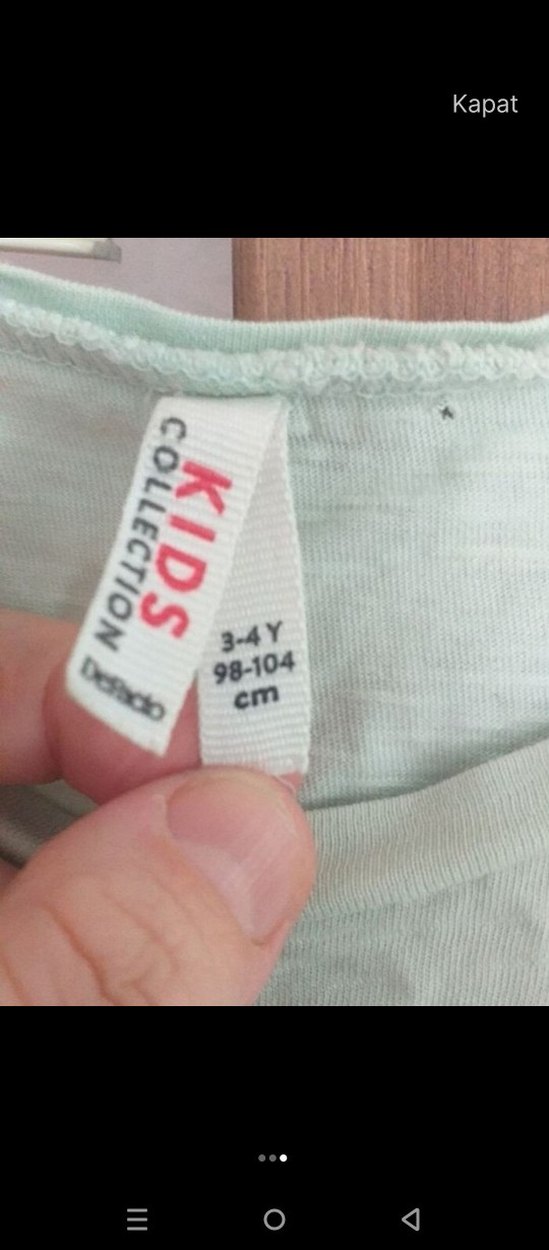 Kapat
KIDS
COLLECTION
DeFacto
3-4 Y
98-104
cm